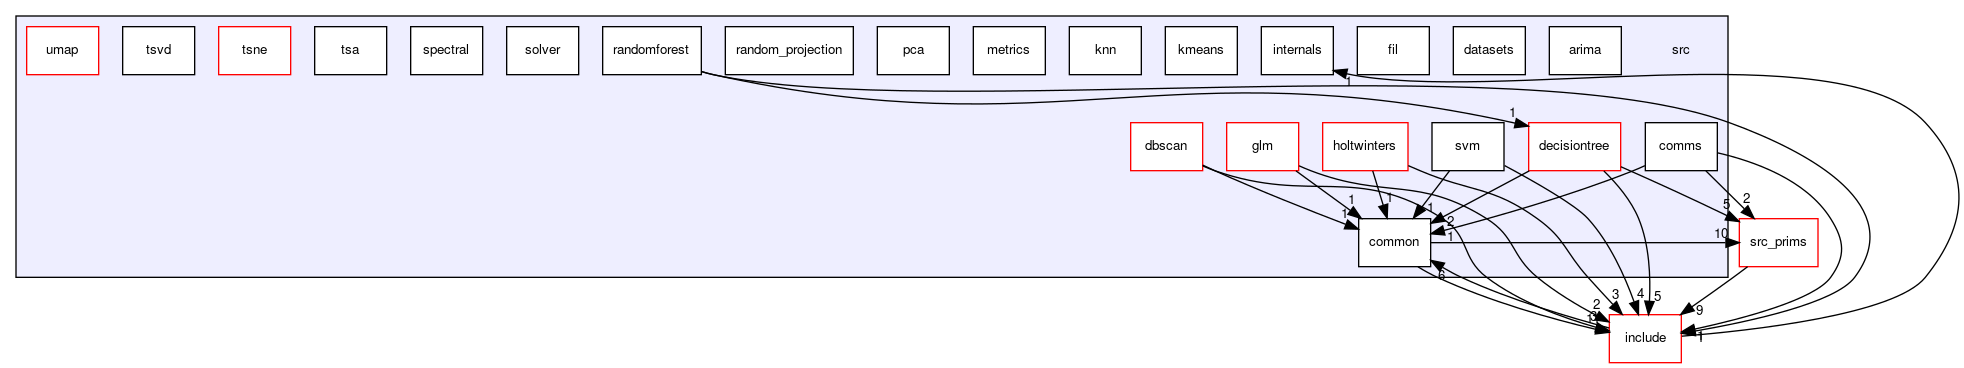 umap
tsvd
tsne
tsa
spectral
solver
randomforest
random_projection
pca
metrics
knn
kmeans
internals
fil
datasets
arima
src
1
1
dbscan
glm
holtwinters
svm
decisiontree
comms
1
1
1
1
2
1
5
2
common
10
src_prims
6
2
3
4
5
9
1
include
1